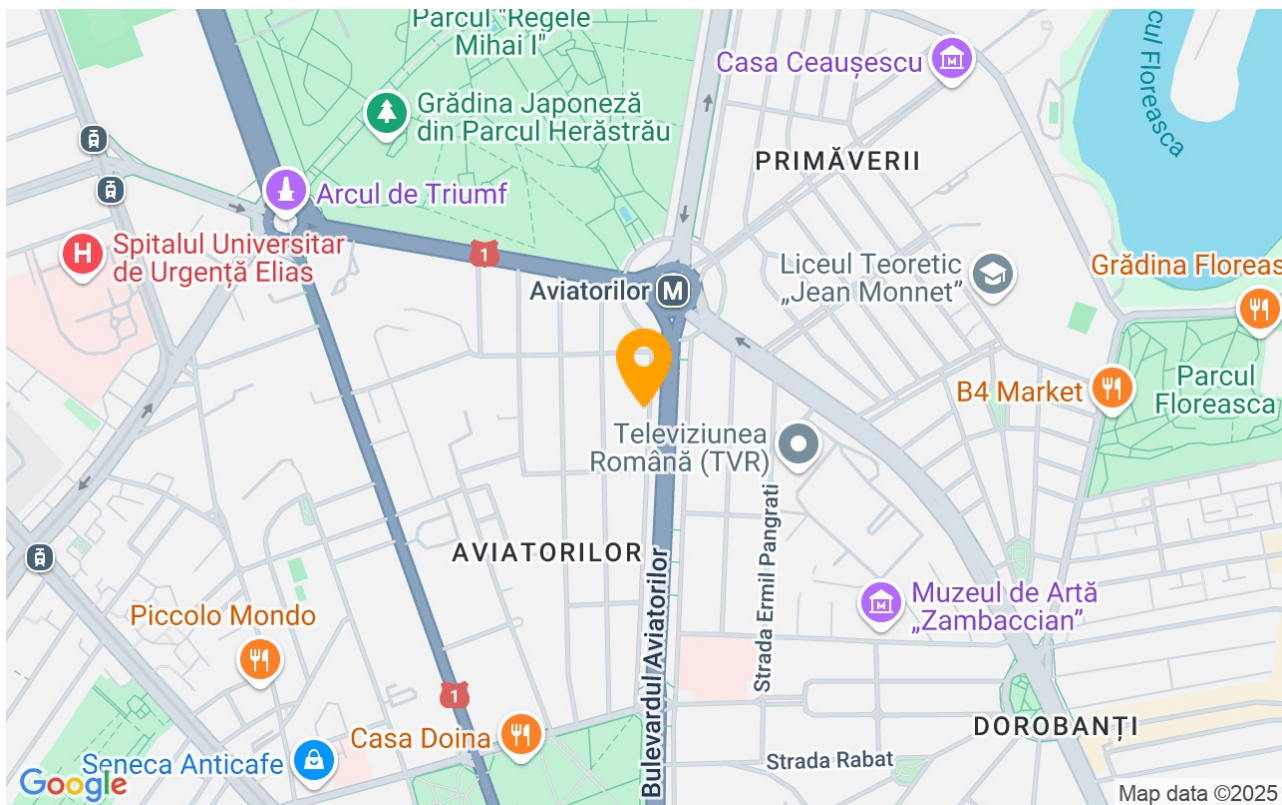 Parcul "Regele
Mihai I"
Casa Ceaușescu
cul Floreasca
Grădina Japoneză
din Parcul Herăstrău
PRIMĂVERII
Arcul de Triumf
H
Spitalul Universitar
de Urgență Elias
1
Liceul Teoretic
„Jean Monnet”
Grădina Floreas
Aviatorilor
M
B4 Market
Parcul
Floreasca
Televiziunea
Română (TVR)
Strada Ermil Pangrati
AVIATORILOR
Bulevardul Aviatorilor
Muzeul de Artă
„Zambaccian”
Piccolo Mondo
1
DOROBANȚI
Casa Doina
Seneca Anticafe
Strada Rabat
Google
Map data ©2025